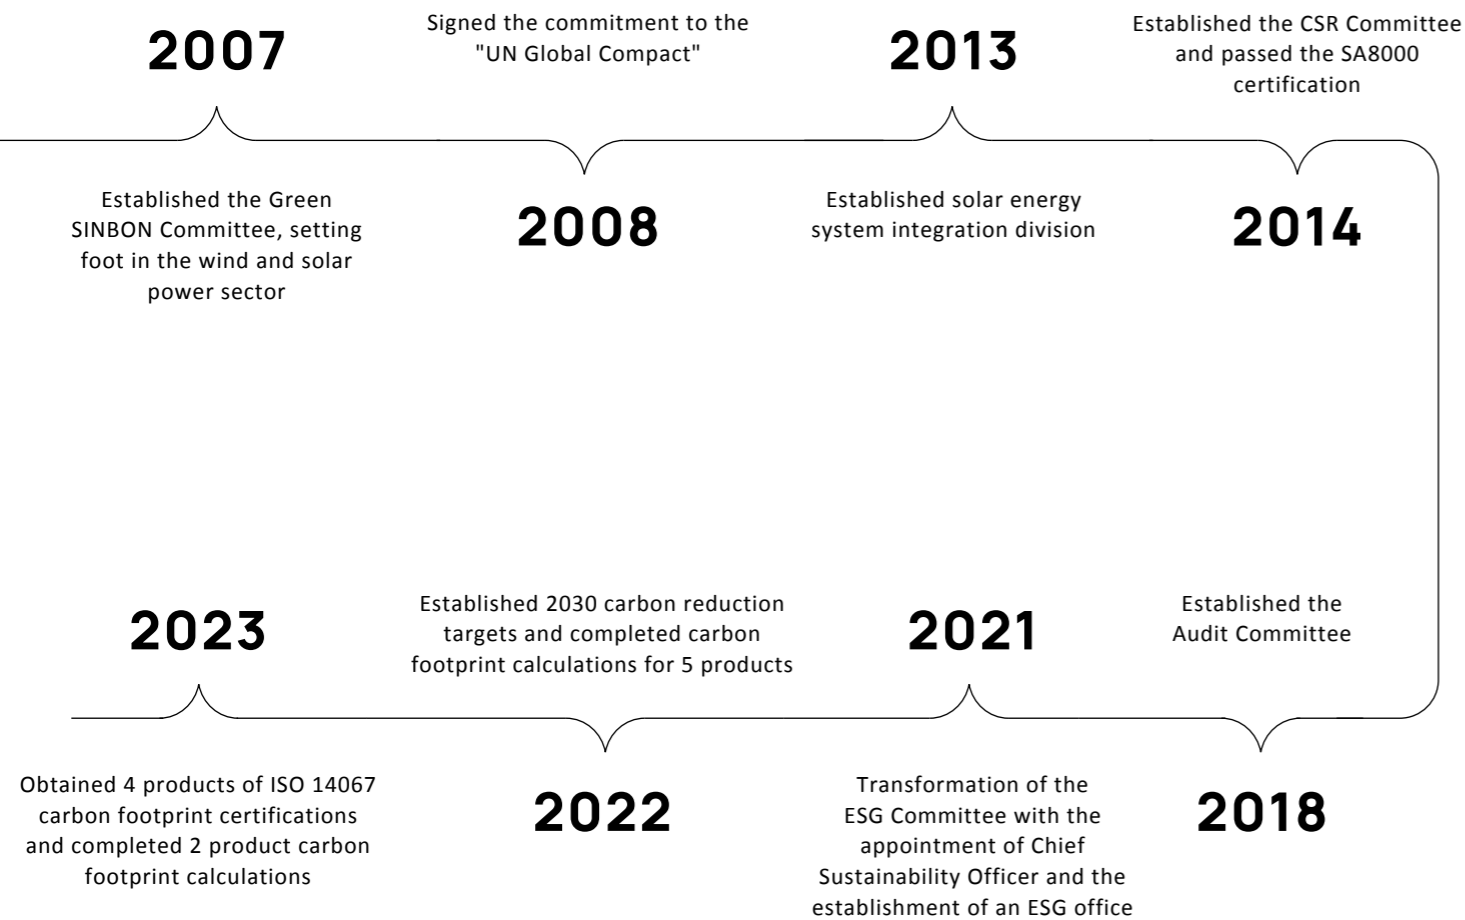 2007
Established the Green
SINBON Committee, setting
foot in the wind and solar
power sector
Signed the commitment to the
"UN Global Compact"
2008
2013
Established solar energy
system integration division
Established the CSR Committee
and passed the SA8000
certification
2014
Established the
Audit Committee
2018
2021
Transformation of the
ESG Committee with the
appointment of Chief
Sustainability Officer and the
establishment of an ESG office
Established 2030 carbon reduction
targets and completed carbon
footprint calculations for 5 products
2022
2023
Obtained 4 products of ISO 14067
carbon footprint certifications
and completed 2 product carbon
footprint calculations